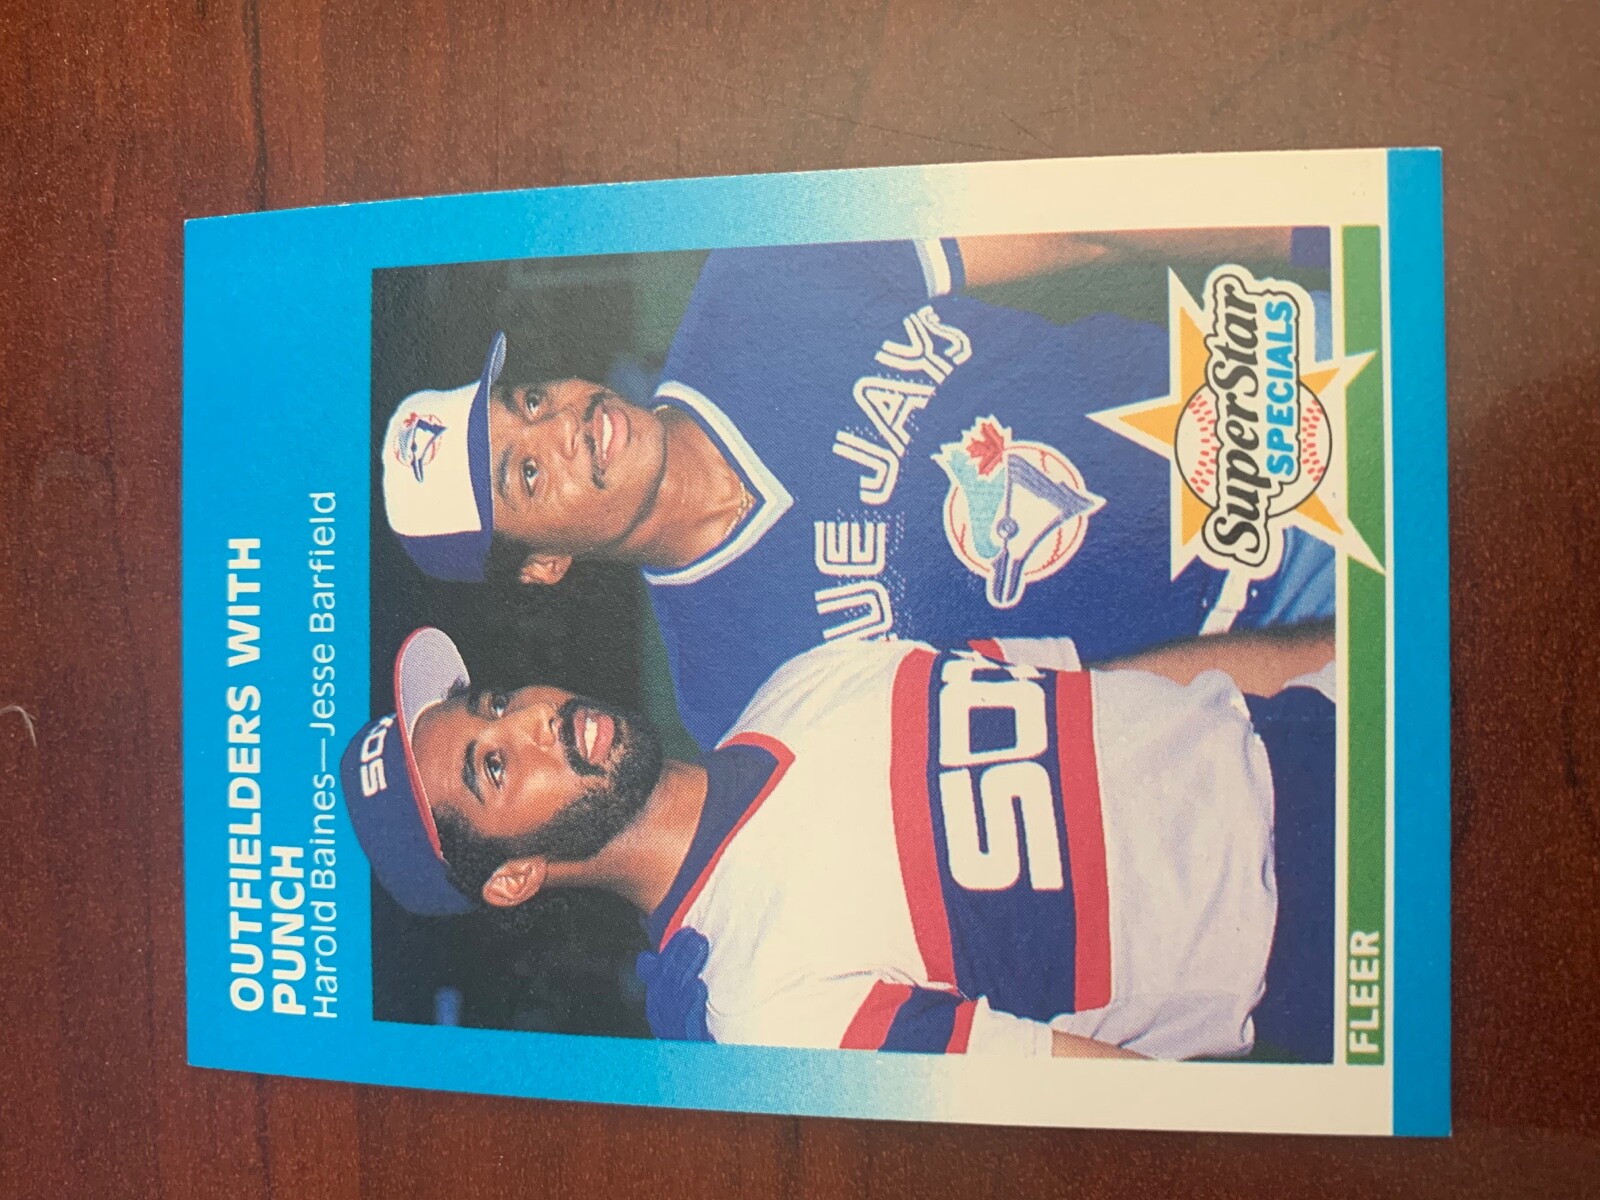 OUTFIELDERS WITH
PUNCH
Harold Baines—Jesse Barfield
SOX
UE JAYS
SOX
SuperStar
SPECIALS
FLEER